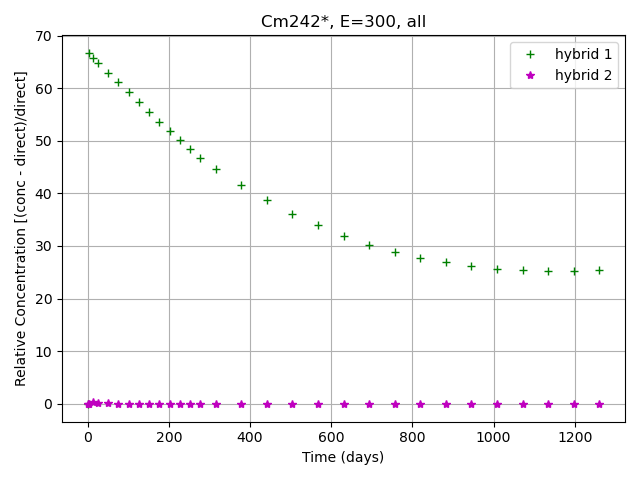 Cm242*, E=300, all
Relative Concentration [(conc - direct)/direct]
70
60
50
40
30
20
10
0
hybrid 1
hybrid 2
0 200 400 600 800 1000 1200
Time (days)